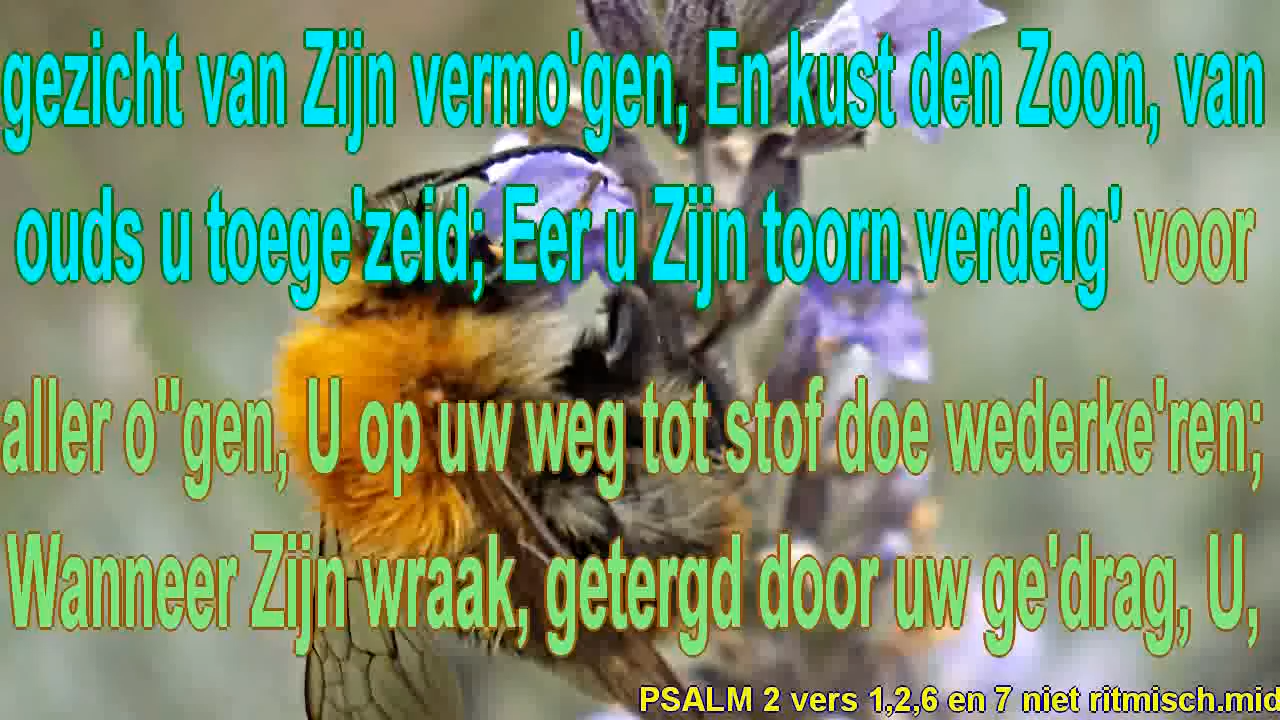 gezicht van Zijn vermo'gen, En kust den Zoon, van
ouds u toege'zeid; Eer u Zijn toorn verdelg' voor
aller o"gen, U op uw weg tot stof doe wederke'ren;
Wanneer Zijn wraak, getergd door uw ge'drag, U,
PSALM 2 vers 1,2,6 en 7 niet ritmisch.mid